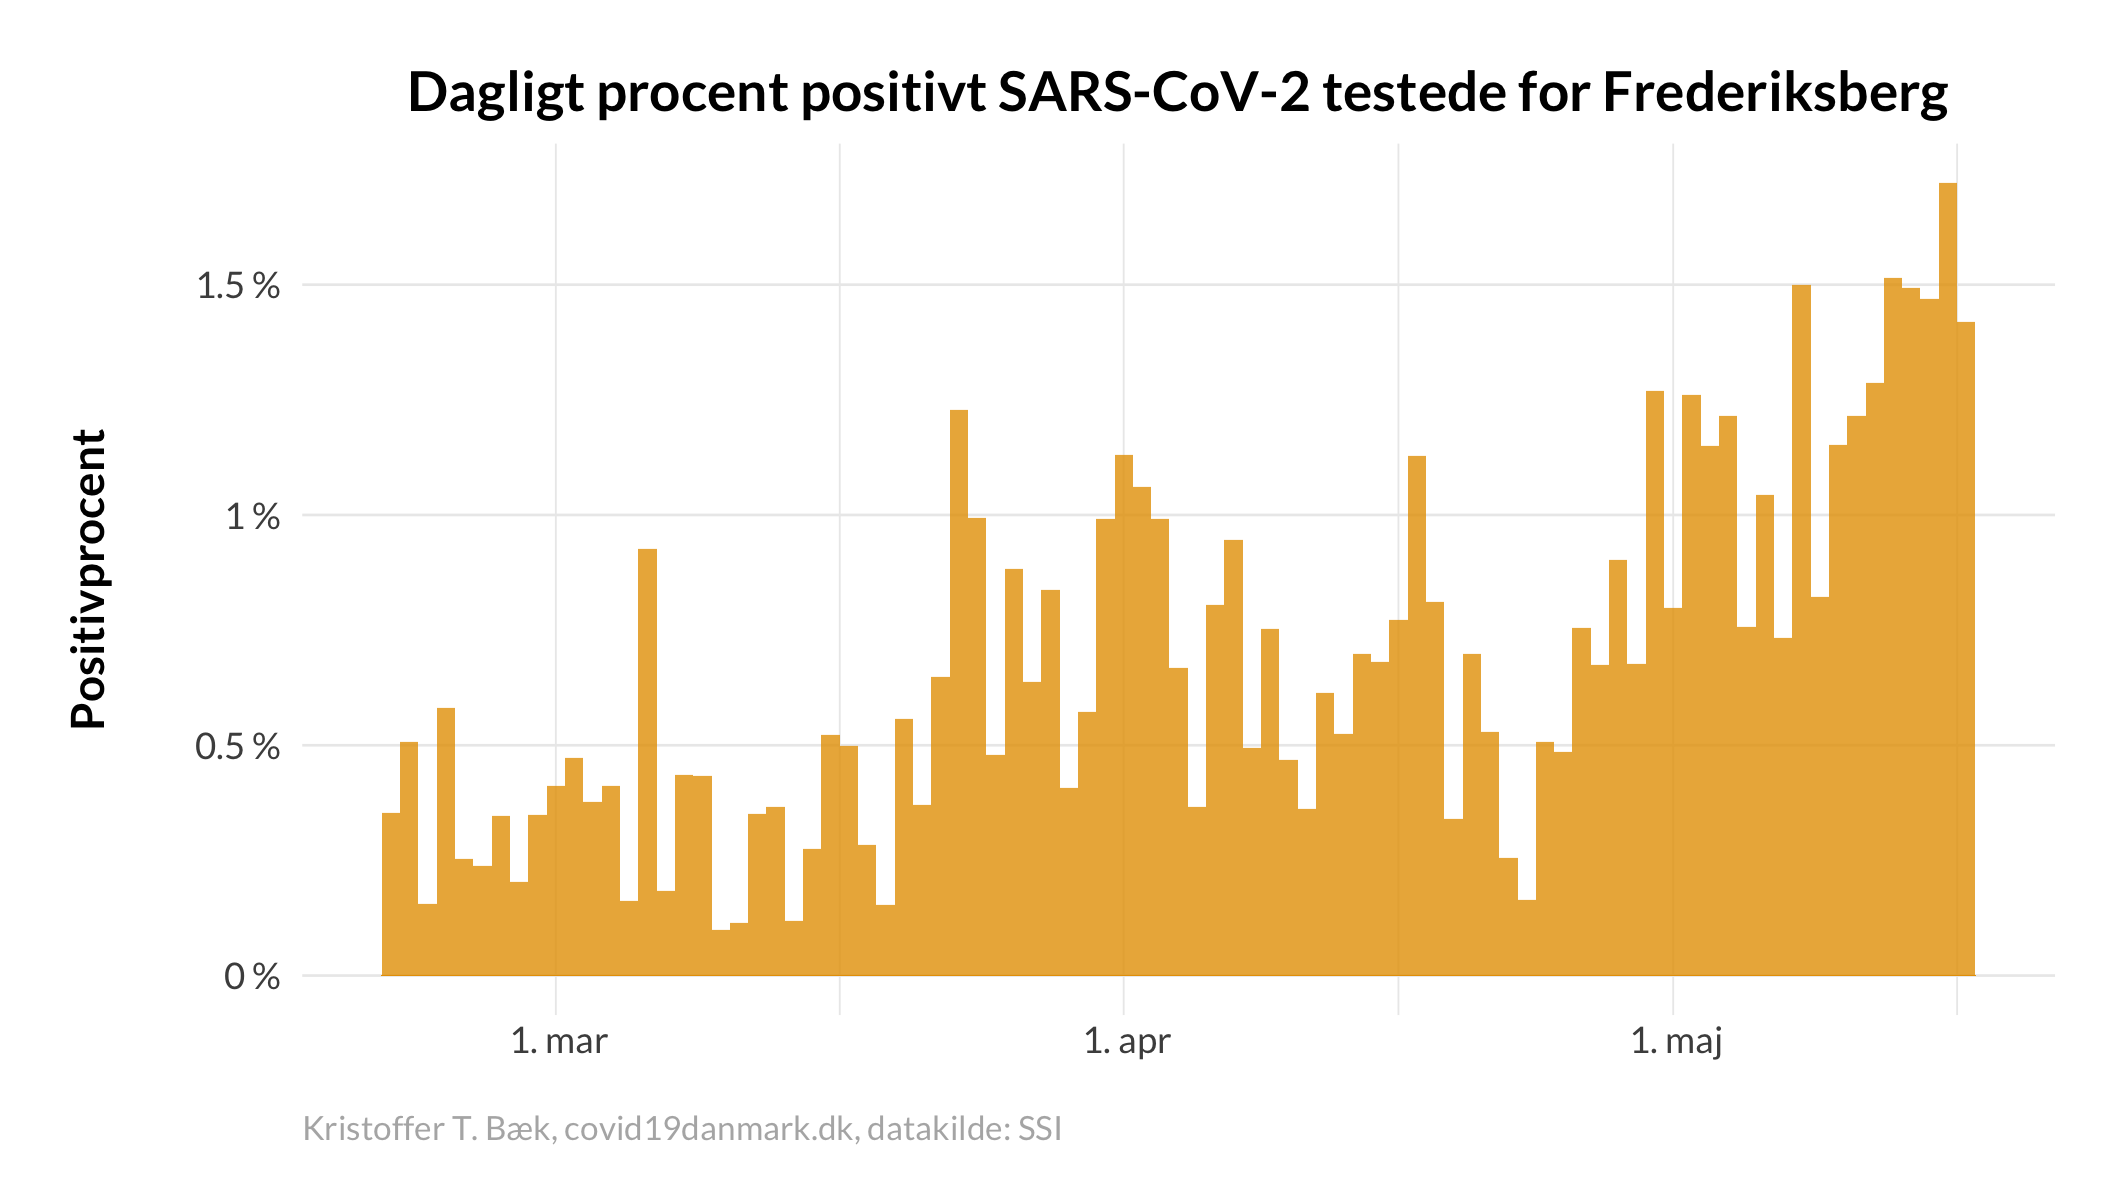 Dagligt procent positivt SARS-CoV-2 testede for Frederiksberg
Positivprocent
1.5 %
1 %
0.5 %
0 %
1. mar
1. apr
1. maj
Kristoffer T. Bæk, covid19danmark.dk, datakilde: SSI